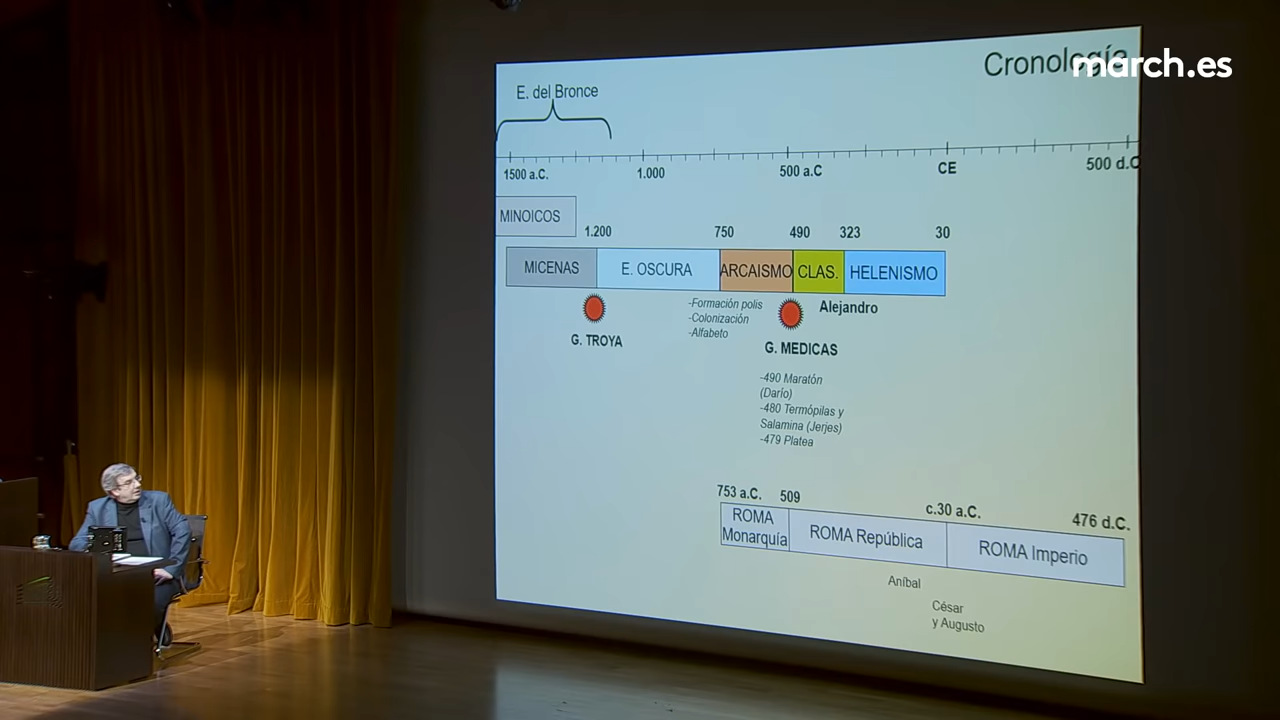 Cronología
march.es
E. del Bronce
1500 a.C.
1.000
500 a.C
CE
500 d.C
MINOICOS
1.200
750
490
323
30
MICENAS
E. OSCURA
ARCAISMO
CLAS.
HELENISMO
G. TROYA
-Formación polis
-Colonización
-Alfabeto
Alejandro
G. MEDICAS
-490 Maratón
(Darío)
-480 Termópilas y
Salamina (Jerjes)
-479 Platea
753 a.C.
509
c.30 a.C.
476 d.C.
ROMA
Monarquía
ROMA República
ROMA Imperio
Aníbal
César
y Augusto